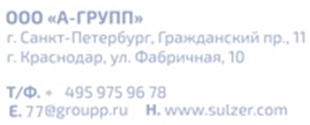 ООО «А-ГРУПП»
г. Санкт-Петербург, Гражданский пр., 11
г. Краснодар, ул. Фабричная, 10
Т/Ф. + 495 975 96 78
E. 77@groupp.ru H. www.sulzer.com